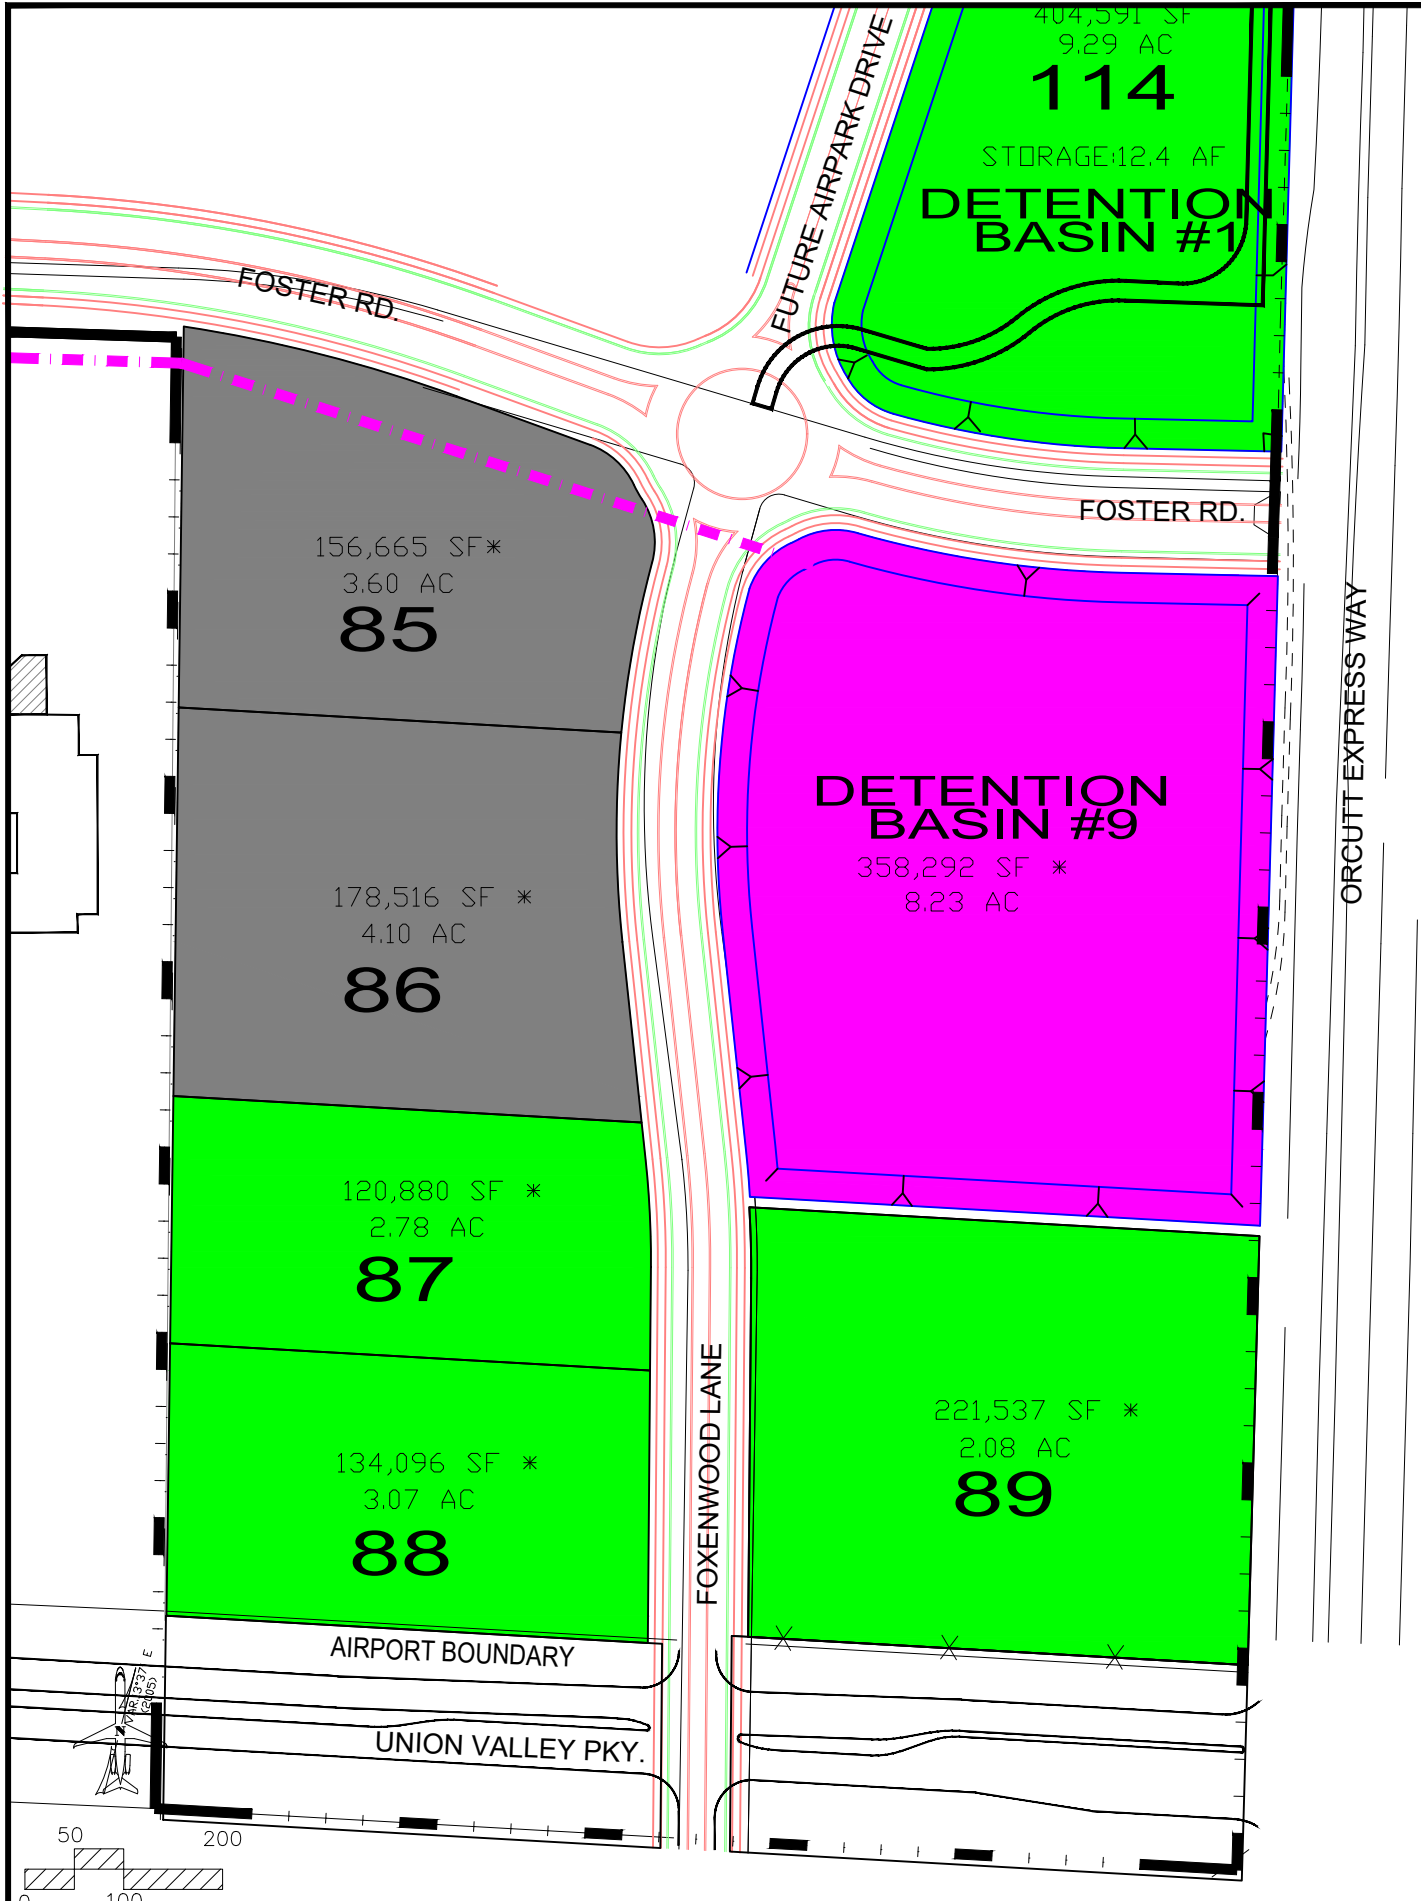 404,591 SF
9.29 AC
114
STORAGE:12.4 AF
DETENTION
BASIN #1
FUTURE AIRPARK DRIVE
FOSTER RD.
FOSTER RD.
156,665 SF*
3.60 AC
85
ORCUTT EXPRESS WAY
DETENTION
BASIN #9
358,292 SF *
8.23 AC
178,516 SF *
4.10 AC
86
120,880 SF *
2.78 AC
87
FOXENWOOD LANE
221,537 SF *
2.08 AC
89
134,096 SF *
3.07 AC
88
AIRPORT BOUNDARY
VAR. 3°37' E
(2005)
N
UNION VALLEY PKY.
50
200
0
100